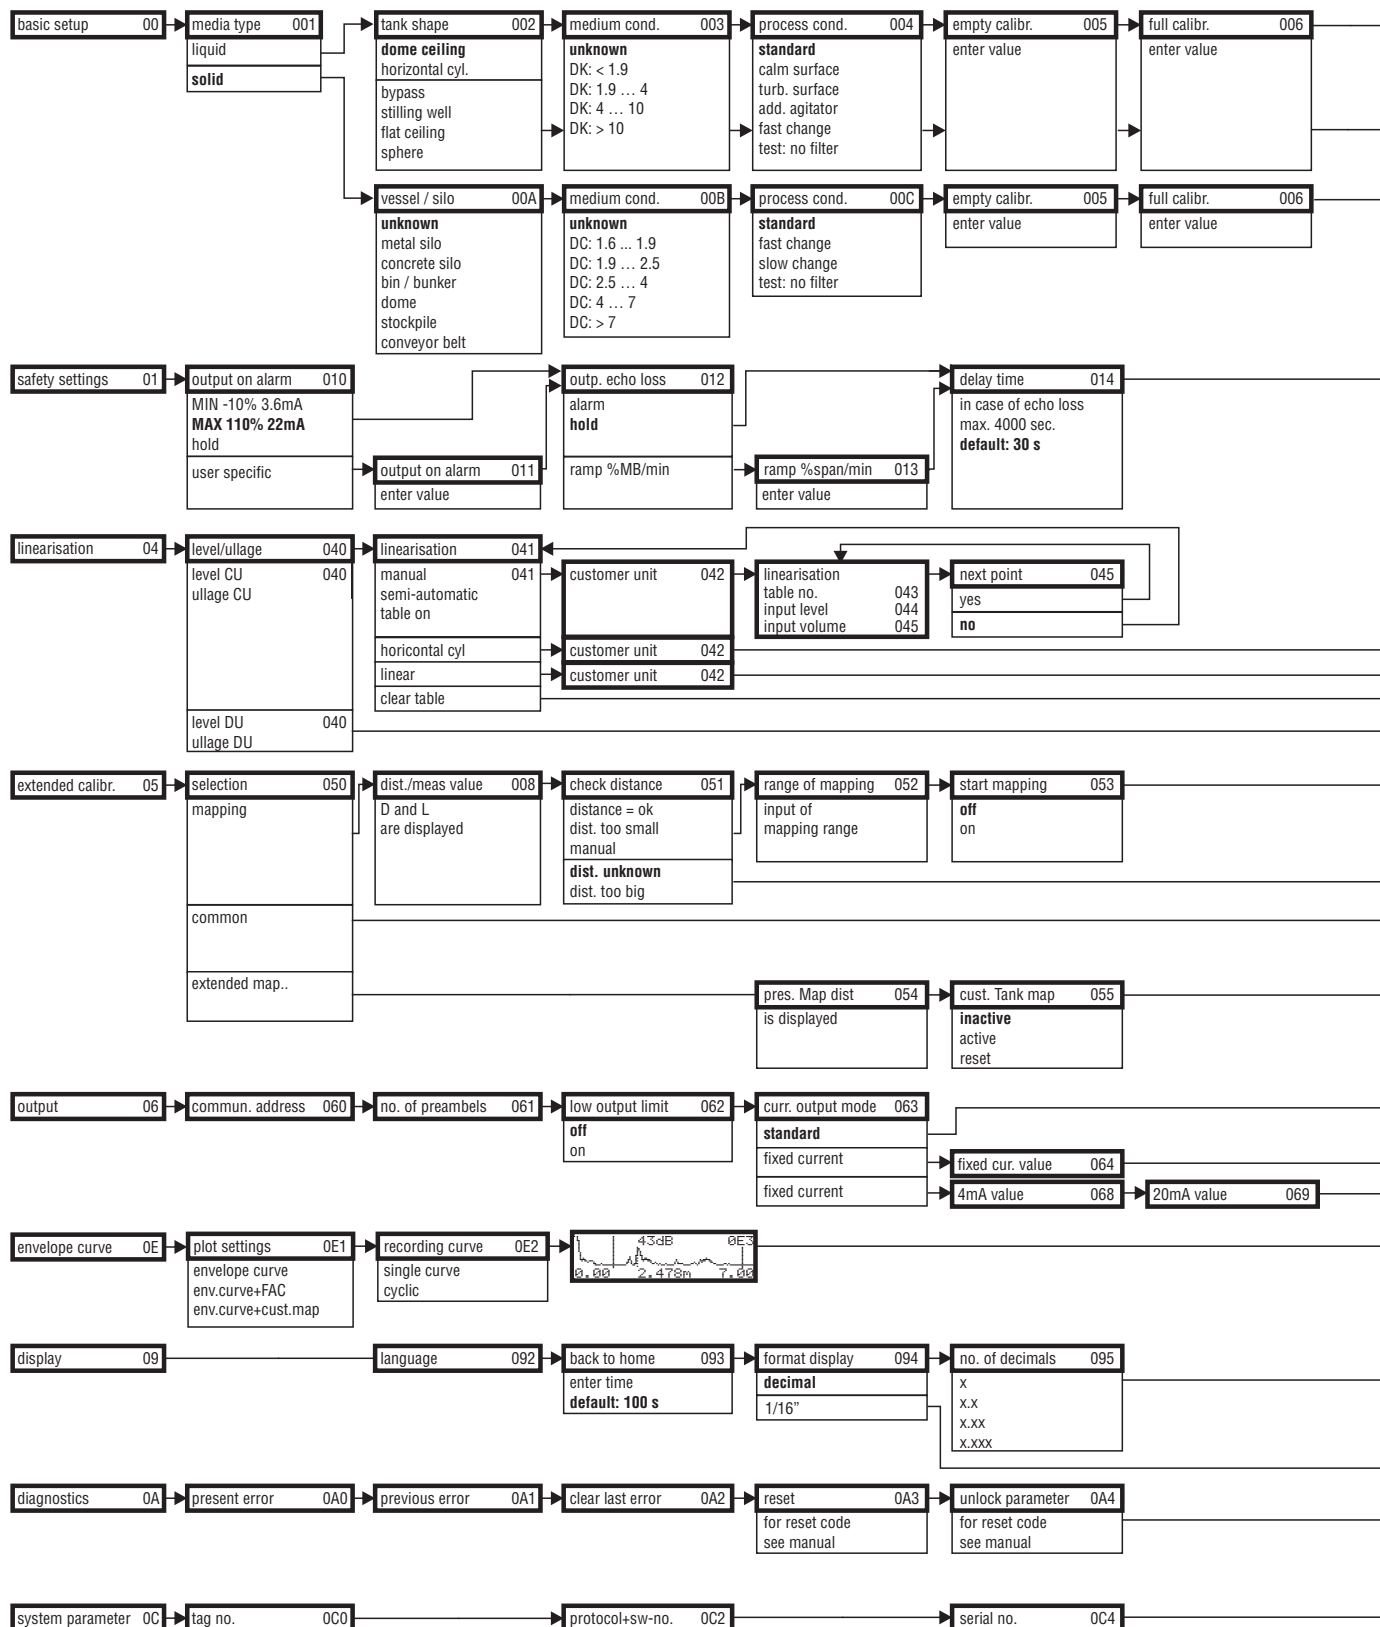 basic setup 00
media type 001
liquid
solid
tank shape 002
dome ceiling
horizontal cyl.
bypass
stilling well
flat ceiling
sphere
medium cond. 003
unknown
DK: < 1.9
DK: 1.9 … 4
DK: 4 … 10
DK: > 10
process cond. 004
standard
calm surface
turb. surface
add. agitator
fast change
test: no filter
empty calibr. 005
enter value
full calibr. 006
enter value
vessel / silo 00A
unknown
metal silo
concrete silo
bin / bunker
dome
stockpile
conveyor belt
medium cond. 00B
unknown
DC: 1.6 ... 1.9
DC: 1.9 … 2.5
DC: 2.5 … 4
DC: 4 … 7
DC: > 7
process cond. 00C
standard
fast change
slow change
test: no filter
empty calibr. 005
enter value
full calibr. 006
enter value
safety settings 01
output on alarm 010
MIN -10% 3.6mA
MAX 110% 22mA
hold
user specific
output on alarm 011
enter value
outp. echo loss 012
alarm
hold
ramp %MB/min
ramp %span/min 013
enter value
delay time 014
in case of echo loss
max. 4000 sec.
default: 30 s
linearisation 04
level/ullage 040
level CU 040
ullage CU
level DU 040
ullage DU
linearisation 041
manual 041
semi-automatic
table on
horicontal cyl
linear
clear table
customer unit 042
customer unit 042
customer unit 042
linearisation
table no. 043
input level 044
input volume 045
next point 045
yes
no
extended calibr. 05
selection 050
mapping
common
extended map..
dist./meas value 008
D and L
are displayed
check distance 051
distance = ok
dist. too small
manual
dist. unknown
dist. too big
range of mapping 052
input of
mapping range
start mapping 053
off
on
pres. Map dist 054
is displayed
cust. Tank map 055
inactive
active
reset
output 06
commun. address 060
no. of preambels 061
low output limit 062
off
on
curr. output mode 063
standard
fixed current
fixed current
fixed cur. value 064
4mA value 068
20mA value 069
envelope curve 0E
plot settings 0E1
envelope curve
env.curve+FAC
env.curve+cust.map
recording curve 0E2
single curve
cyclic
43dB 0E3
0.00 2.478m 7.00
display 09
language 092
back to home 093
enter time
default: 100 s
format display 094
decimal
1/16”
no. of decimals 095
x
x.x
x.xx
x.xxx
diagnostics 0A
present error 0A0
previous error 0A1
clear last error 0A2
reset 0A3
for reset code
see manual
unlock parameter 0A4
for reset code
see manual
system parameter 0C
tag no. 0C0
protocol+sw-no. 0C2
serial no. 0C4